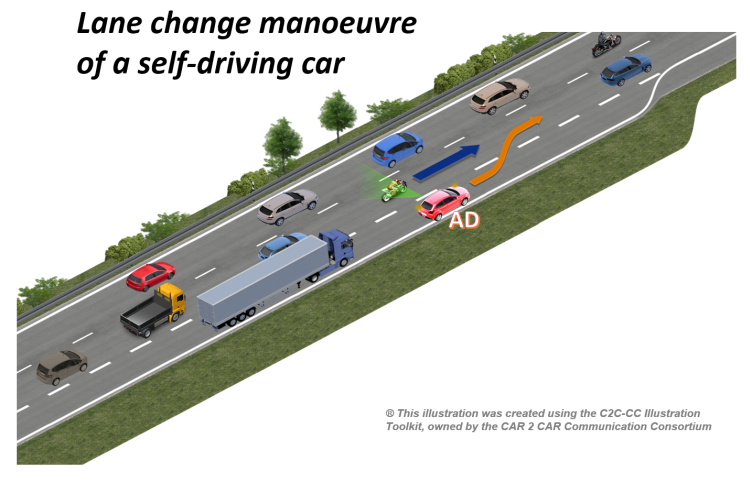 Lane change manoeuvre
of a self-driving car
AD
® This illustration was created using the C2C-CC Illustration
Toolkit, owned by the CAR 2 CAR Communication Consortium